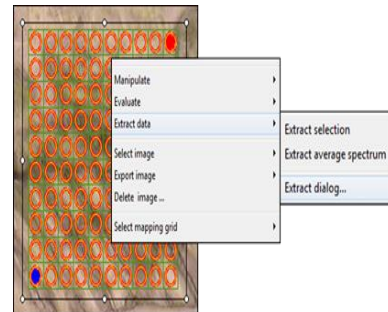 Manipulate
Evaluate
Extract data
Select image
Export image
Delete image ...
Select mapping grid
Extract selection
Extract average spectrum
Extract dialog...